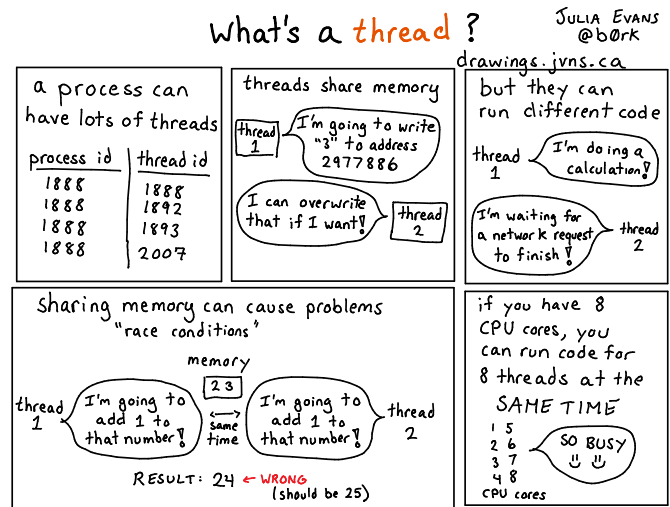 What's a thread?
JULIA EVANS
@b0rk
drawings.jvns.ca
a process can
have lots of threads
process id thread id
1888 1888
1888 1892
1888 1893
1888 2007
threads share memory
thread
1
I'm going to write
"3" to address
2977886
I can overwrite
that if I want!
thread
2
but they can
run different code
thread
1
I'm doing a
calculation!
I'm waiting for
a network request
to finish!
thread
2
sharing memory can cause problems
"race conditions"
memory
23
thread
1
I'm going to
add 1 to
that number!
same
time
I'm going to
add 1 to
that number!
thread
2
RESULT: 24 ← WRONG
(should be 25)
if you have 8
CPU cores, you
can run code for
8 threads at the
SAME TIME
1 5
2 6
3 7
4 8
CPU cores
SO BUSY